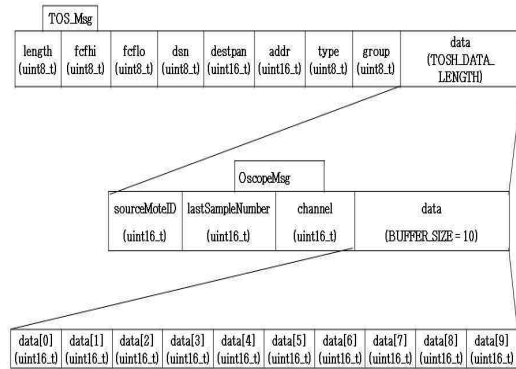 TOS_Msg
length fcfhi fcflo dsn destpan addr type group data
(uint8_t) (uint8_t) (uint8_t) (uint8_t) (uint16_t) (uint16_t) (uint8_t) (uint8_t) (TOSH_DATA_
LENGTH)
OscopeMsg
sourceMoteID lastSampleNumber channel data
(uint16_t) (uint16_t) (uint16_t) (BUFFER_SIZE = 10)
data[0] data[1] data[2] data[3] data[4] data[5] data[6] data[7] data[8] data[9]
(uint16_t) (uint16_t) (uint16_t) (uint16_t) (uint16_t) (uint16_t) (uint16_t) (uint16_t) (uint16_t) (uint16_t)